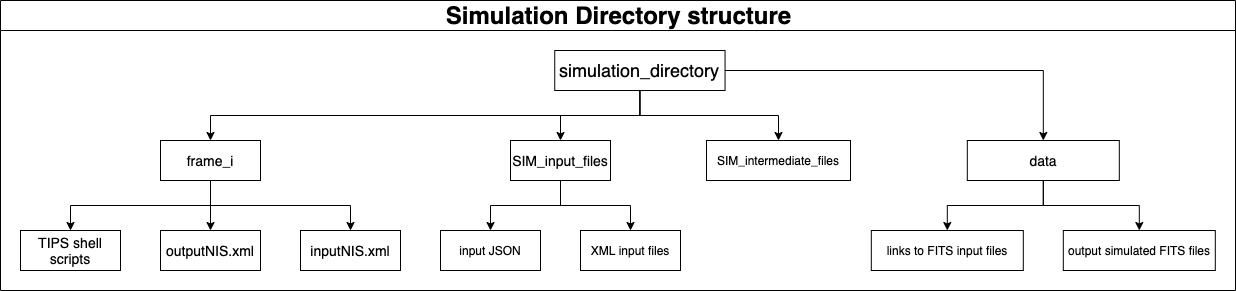 Simulation Directory structure
simulation_directory
frame_i
SIM_input_files
SIM_intermediate_files
data
TIPS shell
scripts
outputNIS.xml
inputNIS.xml
input JSON
XML input files
links to FITS input files
output simulated FITS files